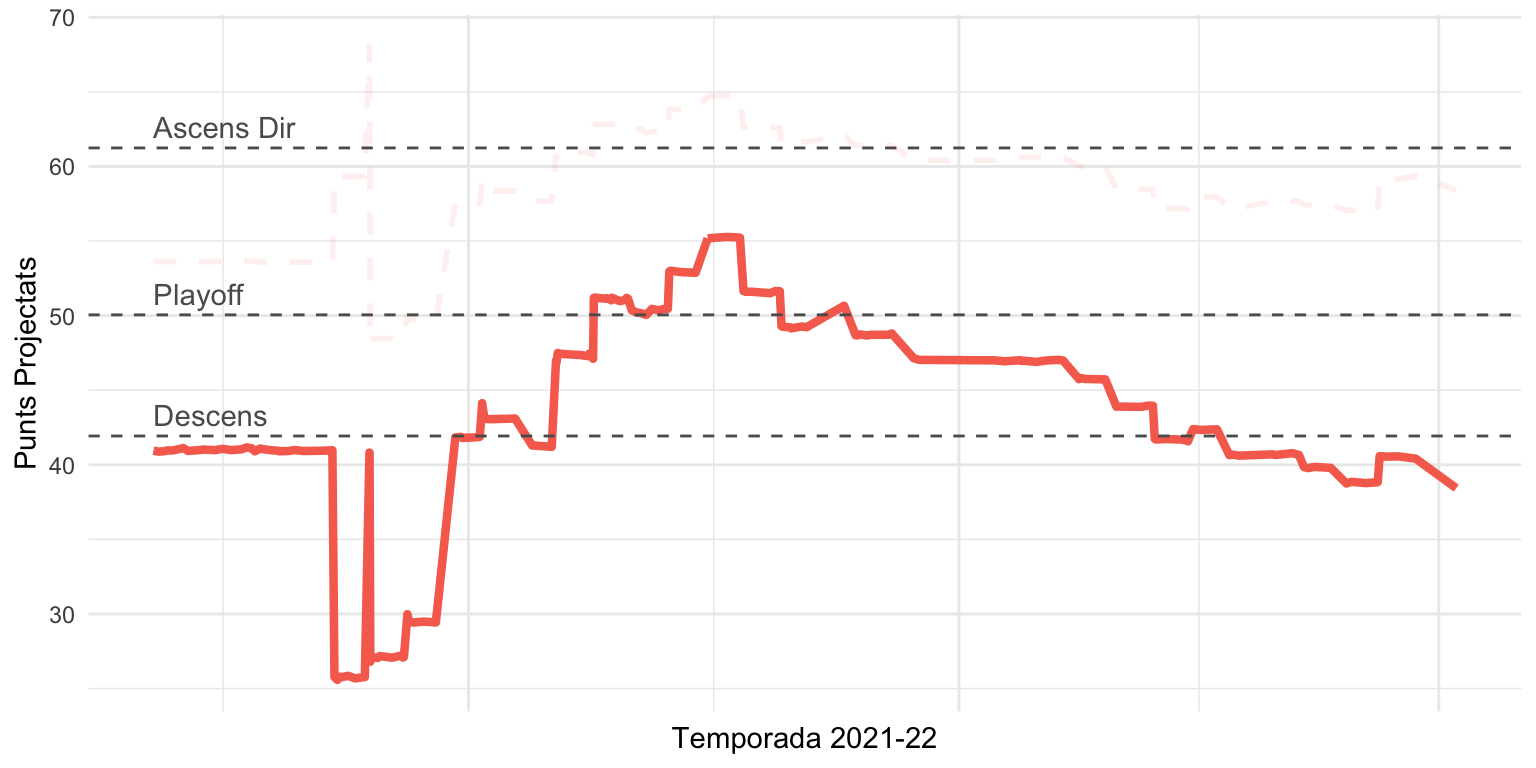 70
60
50
40
30
Punts Projectats
Ascens Dir
Playoff
Descens
Temporada 2021-22